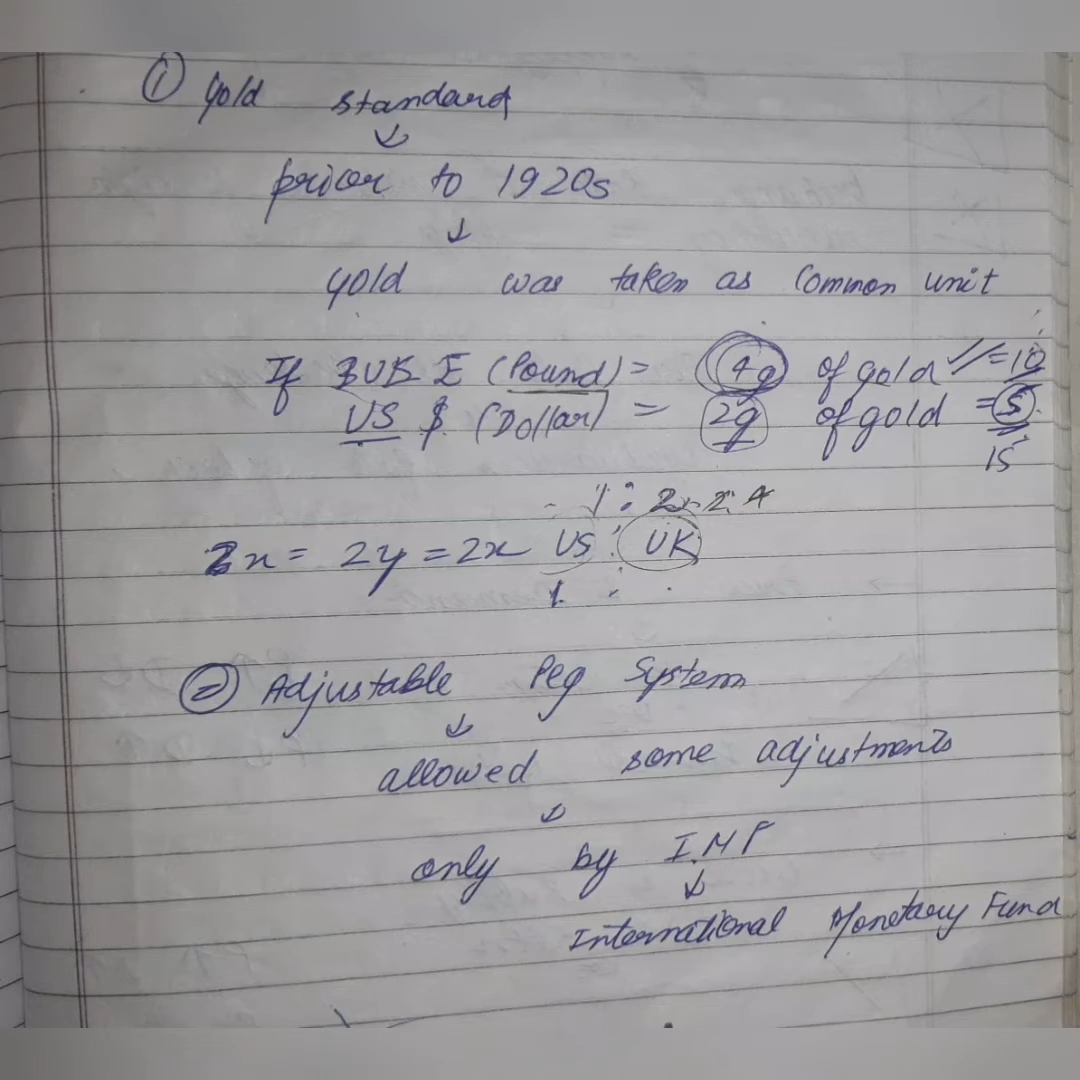 ① Gold standard
↓
prior to 1920s
↓
gold was taken as Common unit
If UK £ (Pound) = 4g of gold = 10
US $ (Dollar) = 2g of gold = 5
15
1 : 2
= 2y = 2x US : UK
1 :
② Adjustable Peg System
↓
allowed some adjustments
↓
only by I.M.F
↓
International Monetary Fund